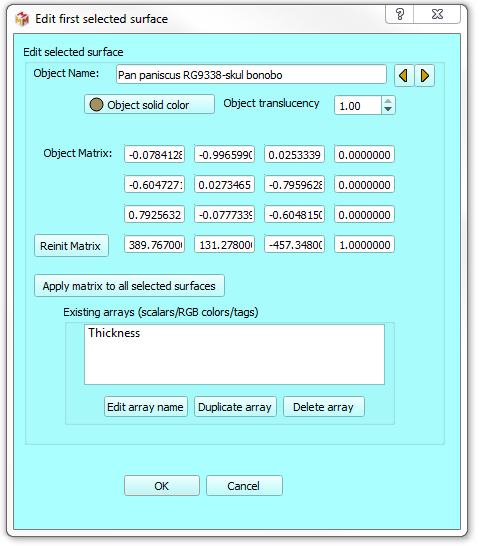 Edit first selected surface
Edit selected surface
Object Name: Pan paniscus RG9338-skul bonobo
Object solid color Object translucency 1.00
Object Matrix: -0.0784128 -0.9965990 0.0253339 0.0000000
-0.6047271 0.0273465 -0.7959628 0.0000000
0.7925632 -0.0777339 -0.6048150 0.0000000
Reinit Matrix 389.767000 131.278000 -457.34800 1.0000000
Apply matrix to all selected surfaces
Existing arrays (scalars/RGB colors/tags)
Thickness
Edit array name Duplicate array Delete array
OK Cancel